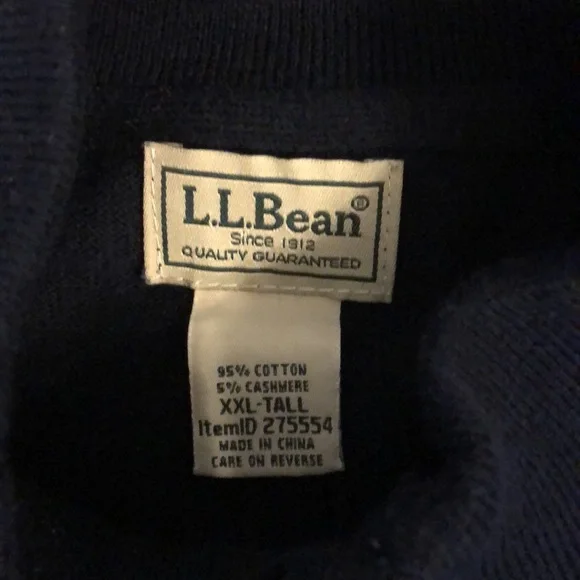 L.L.Bean®
Since 1912
QUALITY GUARANTEED
95% COTTON
5% CASHMERE
XXL-TALL
ItemID 275554
MADE IN CHINA
CARE ON REVERSE